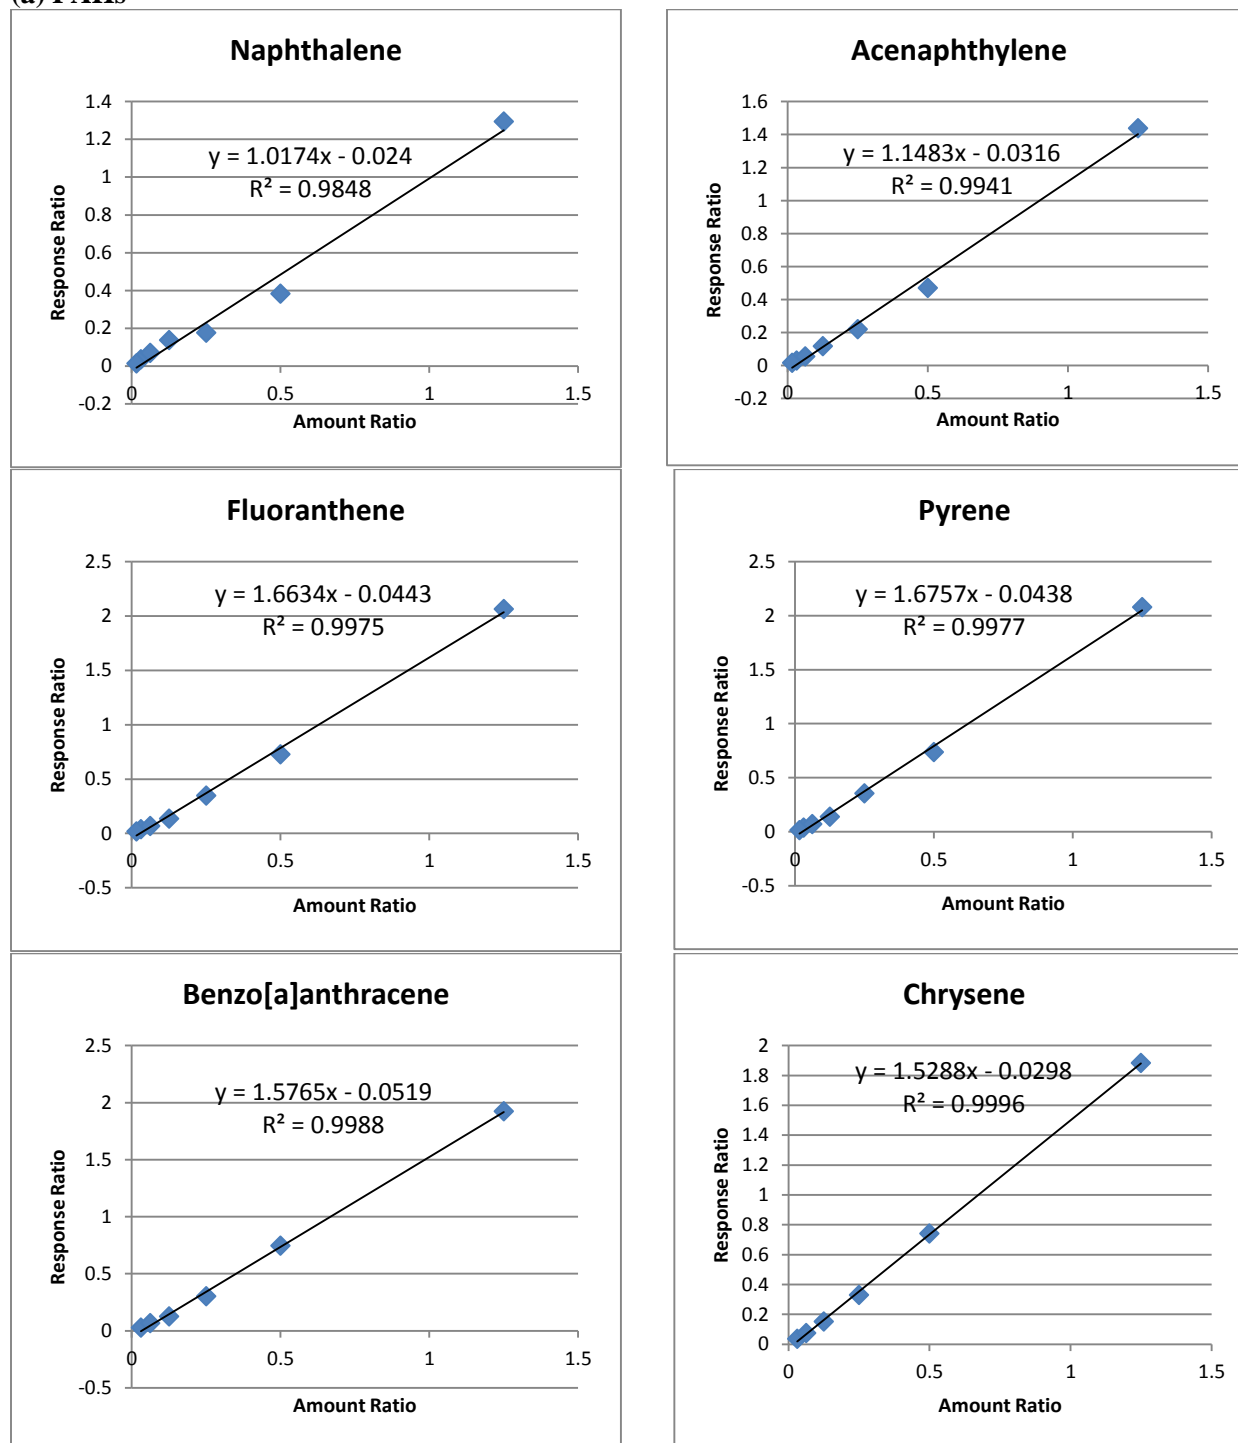 (a) PAHs
Naphthalene
1.4
1.2
1
0.8
0.6
0.4
0.2
0
-0.2
y = 1.0174x - 0.024
R² = 0.9848
Response Ratio
0
0.5
1
1.5
Amount Ratio
Acenaphthylene
1.6
1.4
1.2
1
0.8
0.6
0.4
0.2
0
-0.2
y = 1.1483x - 0.0316
R² = 0.9941
Response Ratio
0
0.5
1
1.5
Amount Ratio
Fluoranthene
2.5
2
1.5
1
0.5
0
-0.5
y = 1.6634x - 0.0443
R² = 0.9975
Response Ratio
0
0.5
1
1.5
Amount Ratio
Pyrene
2.5
2
1.5
1
0.5
0
-0.5
y = 1.6757x - 0.0438
R² = 0.9977
Response Ratio
0
0.5
1
1.5
Amount Ratio
Benzo[a]anthracene
2.5
2
1.5
1
0.5
0
-0.5
y = 1.5765x - 0.0519
R² = 0.9988
Response Ratio
0
0.5
1
1.5
Amount Ratio
Chrysene
2
1.8
1.6
1.4
1.2
1
0.8
0.6
0.4
0.2
0
y = 1.5288x - 0.0298
R² = 0.9996
Response Ratio
0
0.5
1
1.5
Amount Ratio